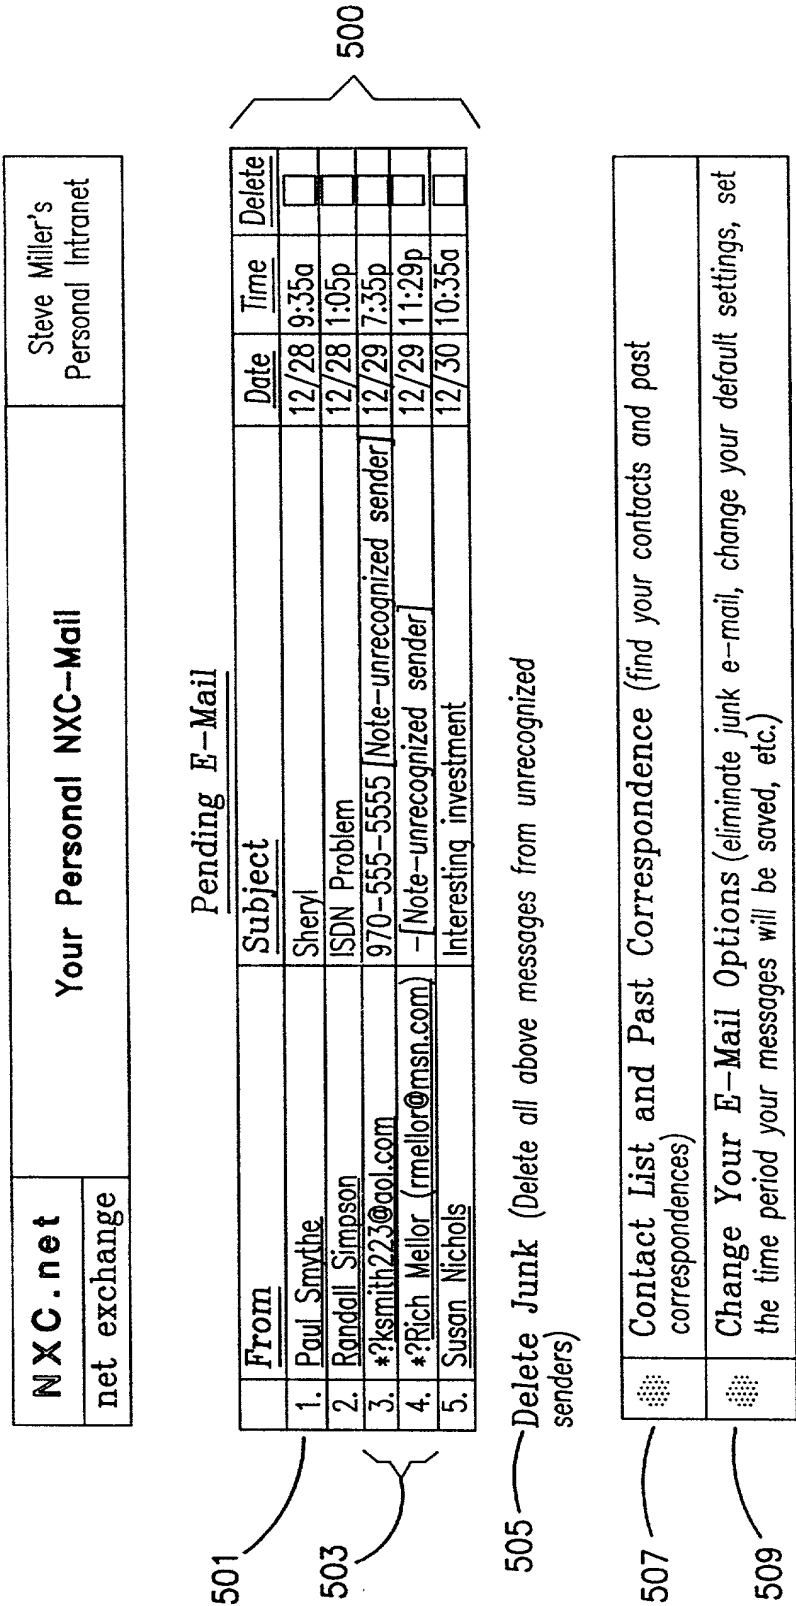 NXC.net
net exchange
Your Personal NXC-Mail
Steve Miller's
Personal Intranet
Pending E-Mail
From Subject Date Time Delete
1. Paul Smythe Sheryl 12/28 9:35a
2. Randall Simpson ISDN Problem 12/28 1:05p
3. *?ksmith223@aol.com 970-555-5555 [Note-unrecognized sender] 12/29 7:35p
4. *?Rich Mellor (rmellor@msn.com) -[Note-unrecognized sender] 12/29 11:29p
5. Susan Nichols Interesting investment 12/30 10:35a
500
501
503
505
Delete Junk (Delete all above messages from unrecognized
senders)
507
Contact List and Past Correspondence (find your contacts and past
correspondences)
509
Change Your E-Mail Options (eliminate junk e-mail, change your default settings, set
the time period your messages will be saved, etc.)